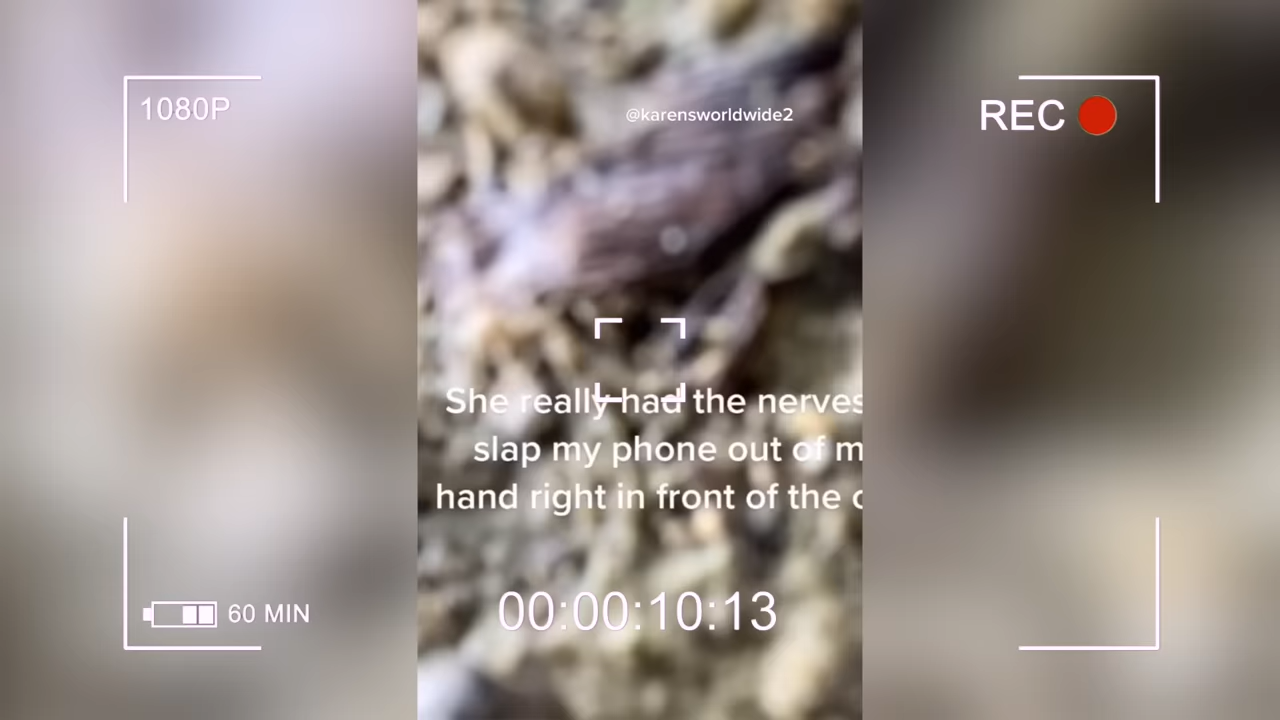 1080P
REC
@karensworldwide2
She really had the nerves
slap my phone out of m
hand right in front of the c
60 MIN
00:00:10:13